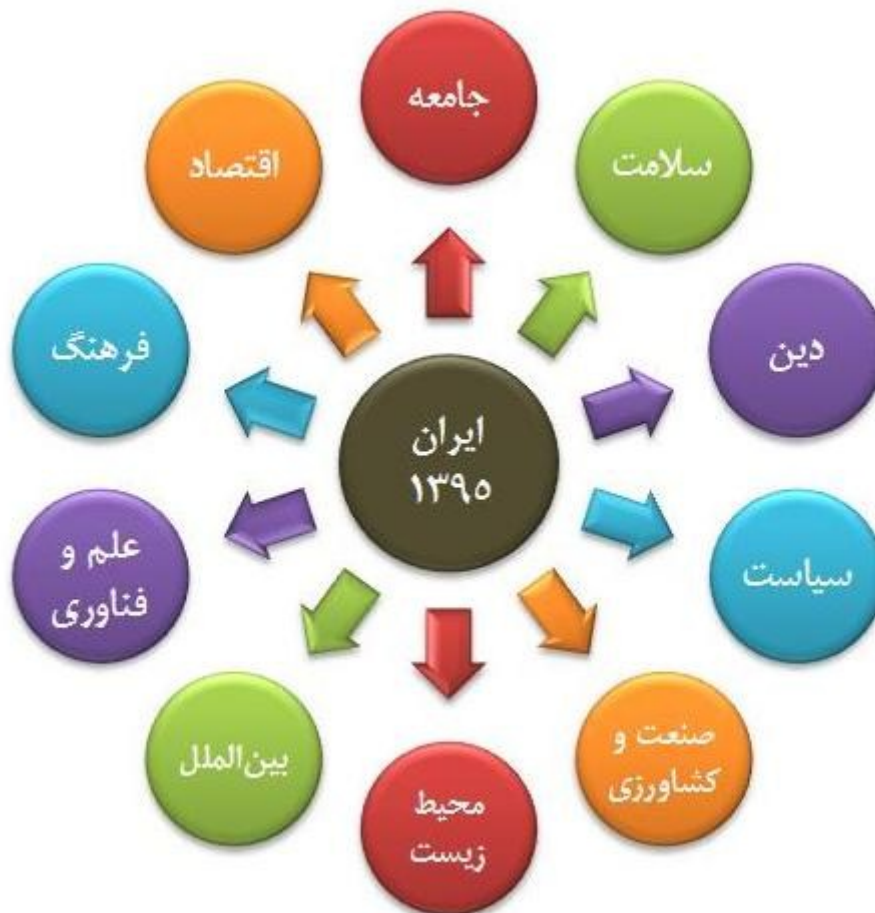 جامعه
سلامت
دین
سیاست
صنعت و
کشاورزی
محیط
زیست
بین‌الملل
علم و
فناوری
فرهنگ
اقتصاد
ایران
۱۳۹۵